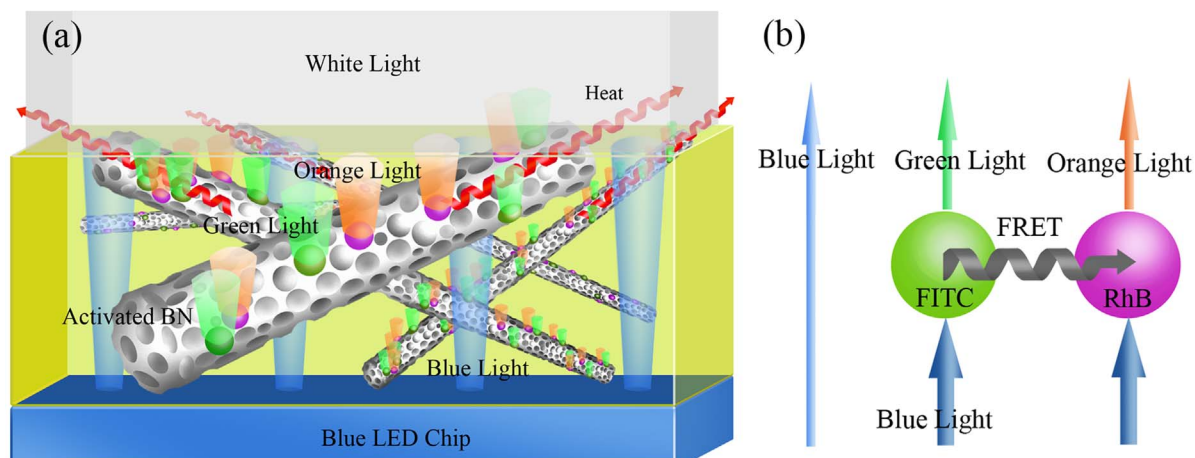 (a)
White Light
Heat
Orange Light
Green Light
Activated BN
Blue Light
Blue LED Chip
(b)
Blue Light
Green Light
Orange Light
FRET
FITC
RhB
Blue Light